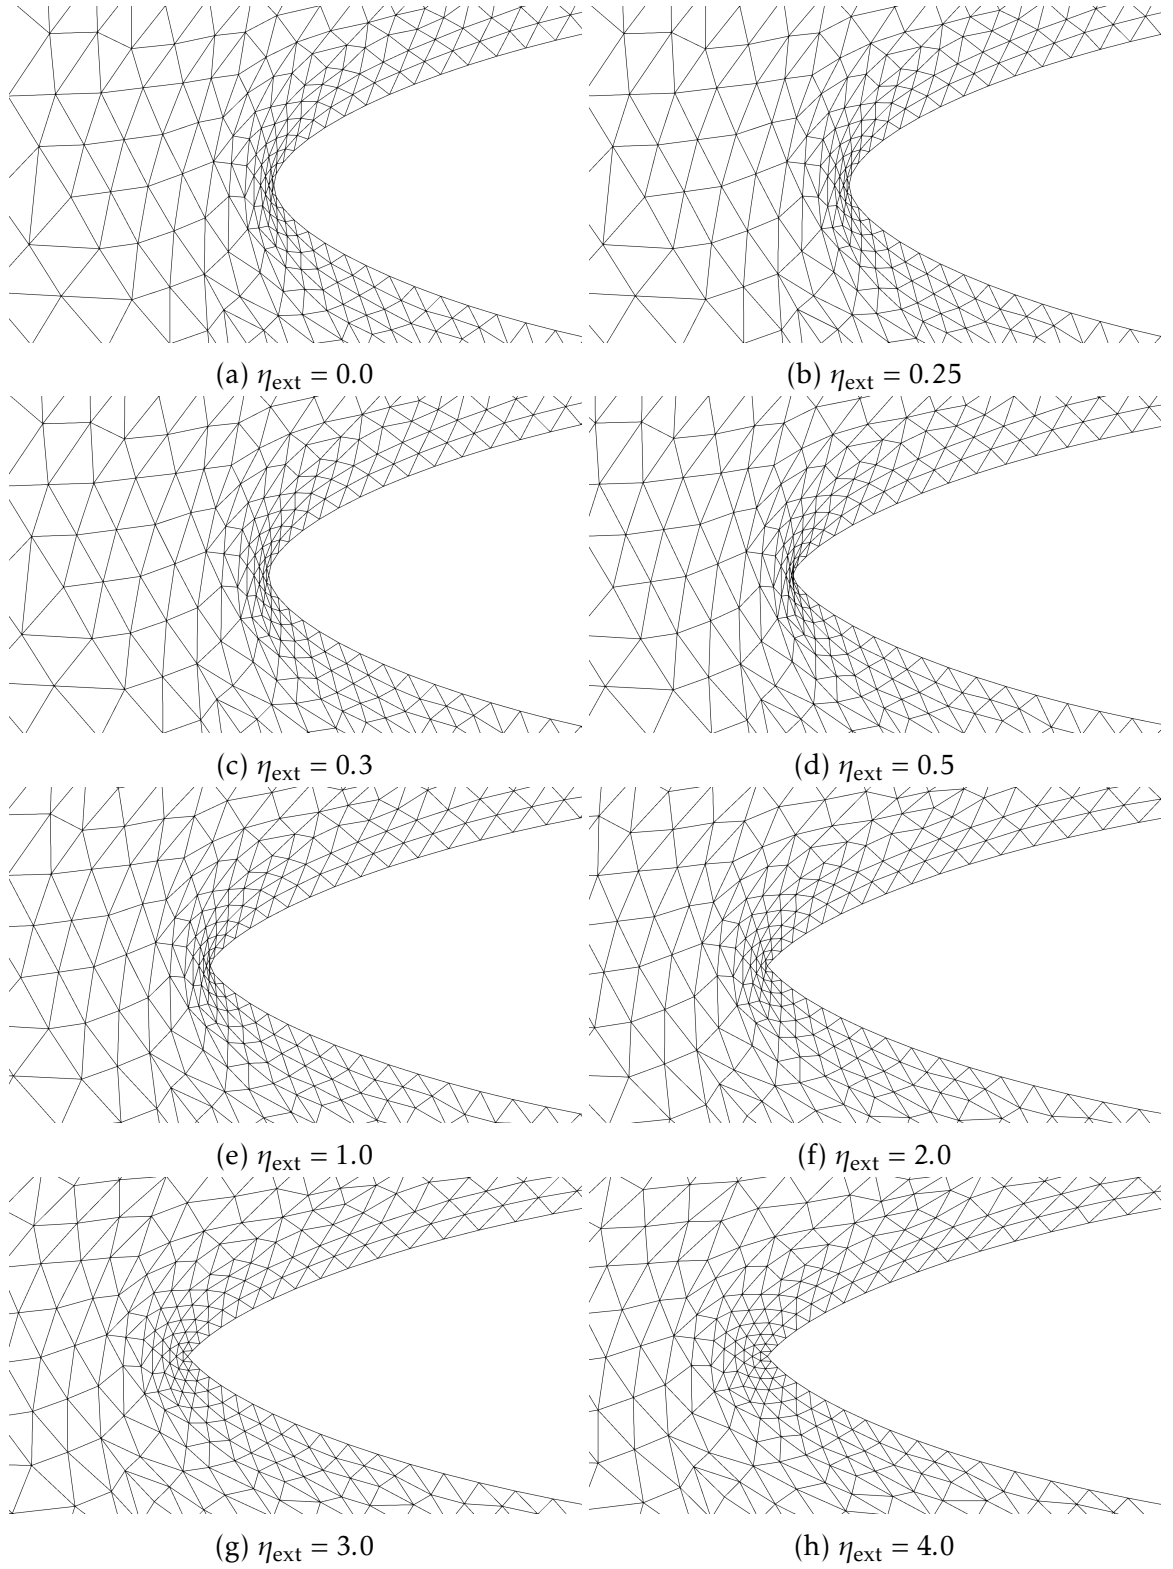 (a) η_ext = 0.0
(b) η_ext = 0.25
(c) η_ext = 0.3
(d) η_ext = 0.5
(e) η_ext = 1.0
(f) η_ext = 2.0
(g) η_ext = 3.0
(h) η_ext = 4.0